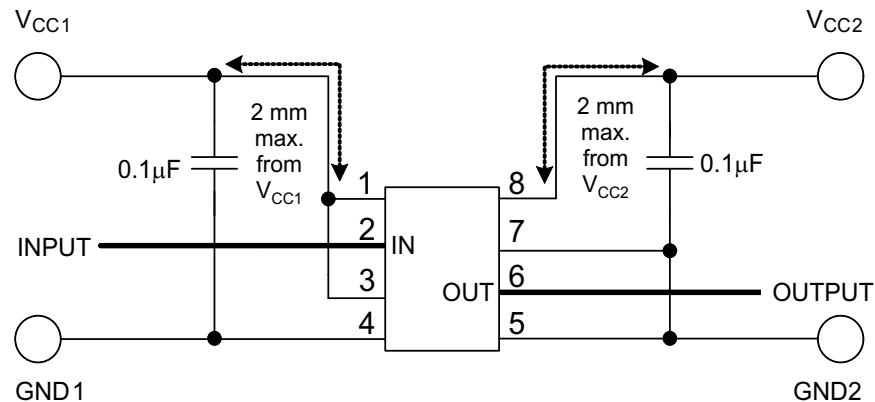 VCC1
VCC2
2 mm
max.
from
VCC1
2 mm
max.
from
VCC2
0.1μF
0.1μF
1
8
INPUT
2
IN
7
3
OUT
6
OUTPUT
4
5
GND1
GND2